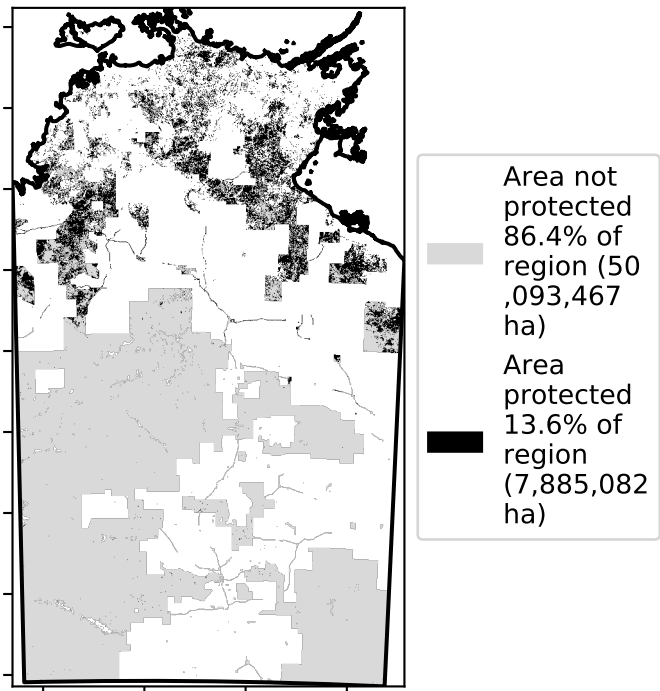 Area not
protected
86.4% of
region (50
,093,467
ha)
Area
protected
13.6% of
region
(7,885,082
ha)